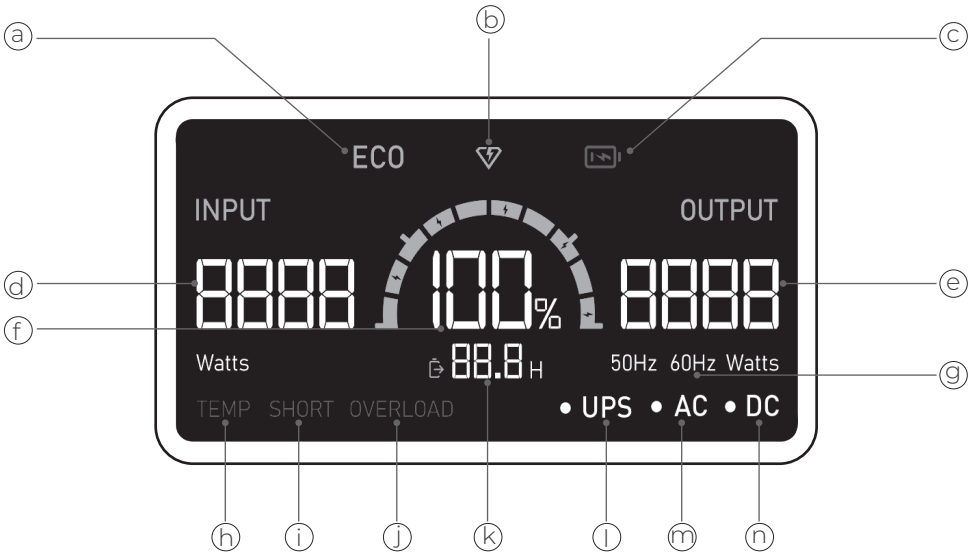 a b c
ECO
INPUT OUTPUT
d 8888 100% 8888 e
f
Watts 88.8 H 50Hz 60Hz Watts
g
TEMP SHORT OVERLOAD • UPS • AC • DC
h i j k l m n